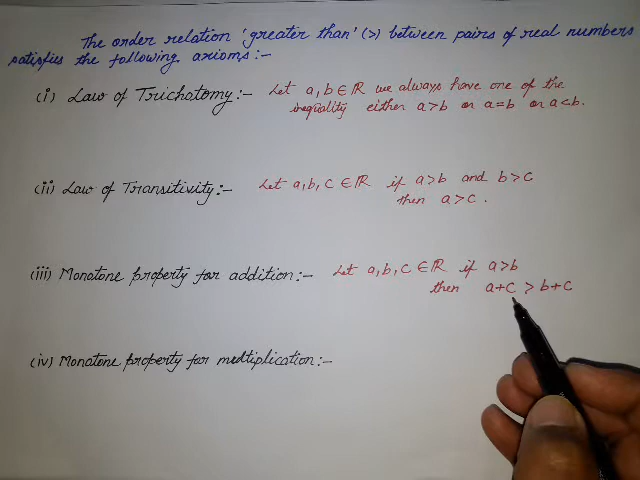 The order relation 'greater than' (>) between pairs of real numbers
satisfies the following axioms :-
(i) Law of Trichotomy :- Let a, b ∈ ℝ we always have one of the
inequality either a > b or a = b or a < b.
(ii) Law of Transitivity :- Let a, b, c ∈ ℝ if a > b and b > c
then a > c.
(iii) Monotone property for addition :- Let a, b, c ∈ ℝ if a > b
then a + c > b + c
(iv) Monotone property for multiplication :-